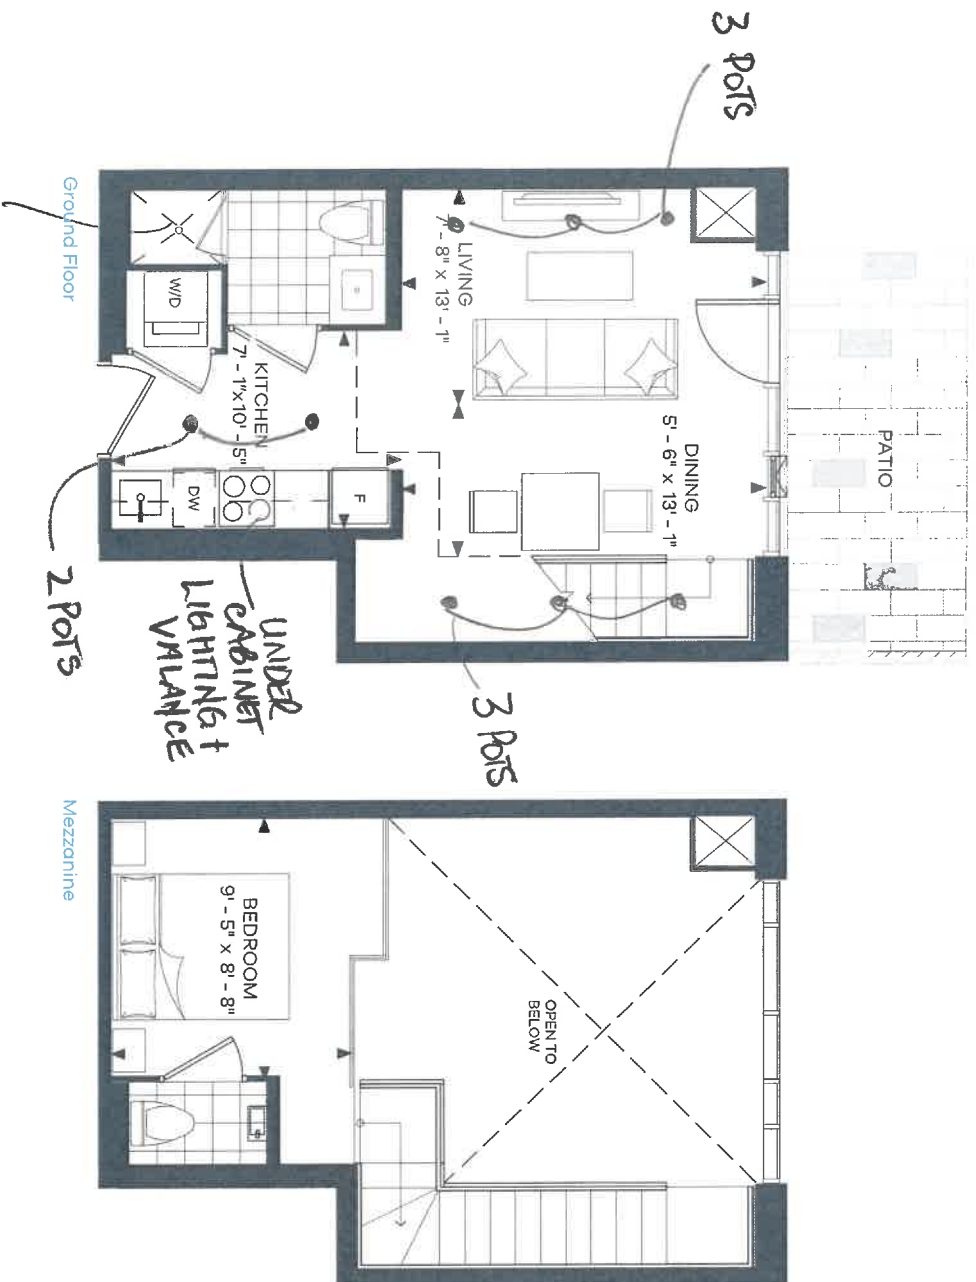 3 POTS
Ground Floor
W/D
KITCHEN
7' - 1"x10' - 5"
LIVING
7' - 8" x 13' - 1"
DINING
5' - 6" x 13' - 1"
PATIO
DW
F
2 POTS
UNDER
CABINET
LIGHTING +
VALANCE
3 POTS
Mezzanine
BEDROOM
9' - 5" x 8' - 8"
OPEN TO
BELOW